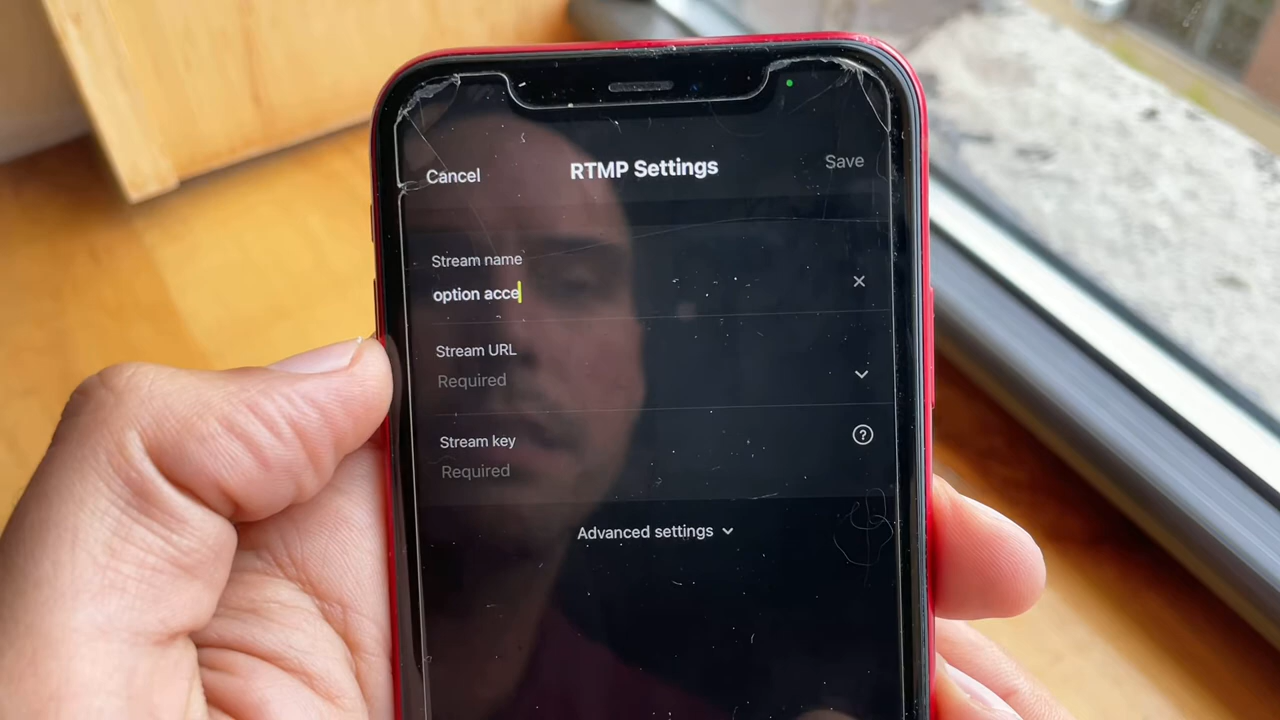 Cancel
RTMP Settings
Save
Stream name
option acce
Stream URL
Required
Stream key
Required
Advanced settings